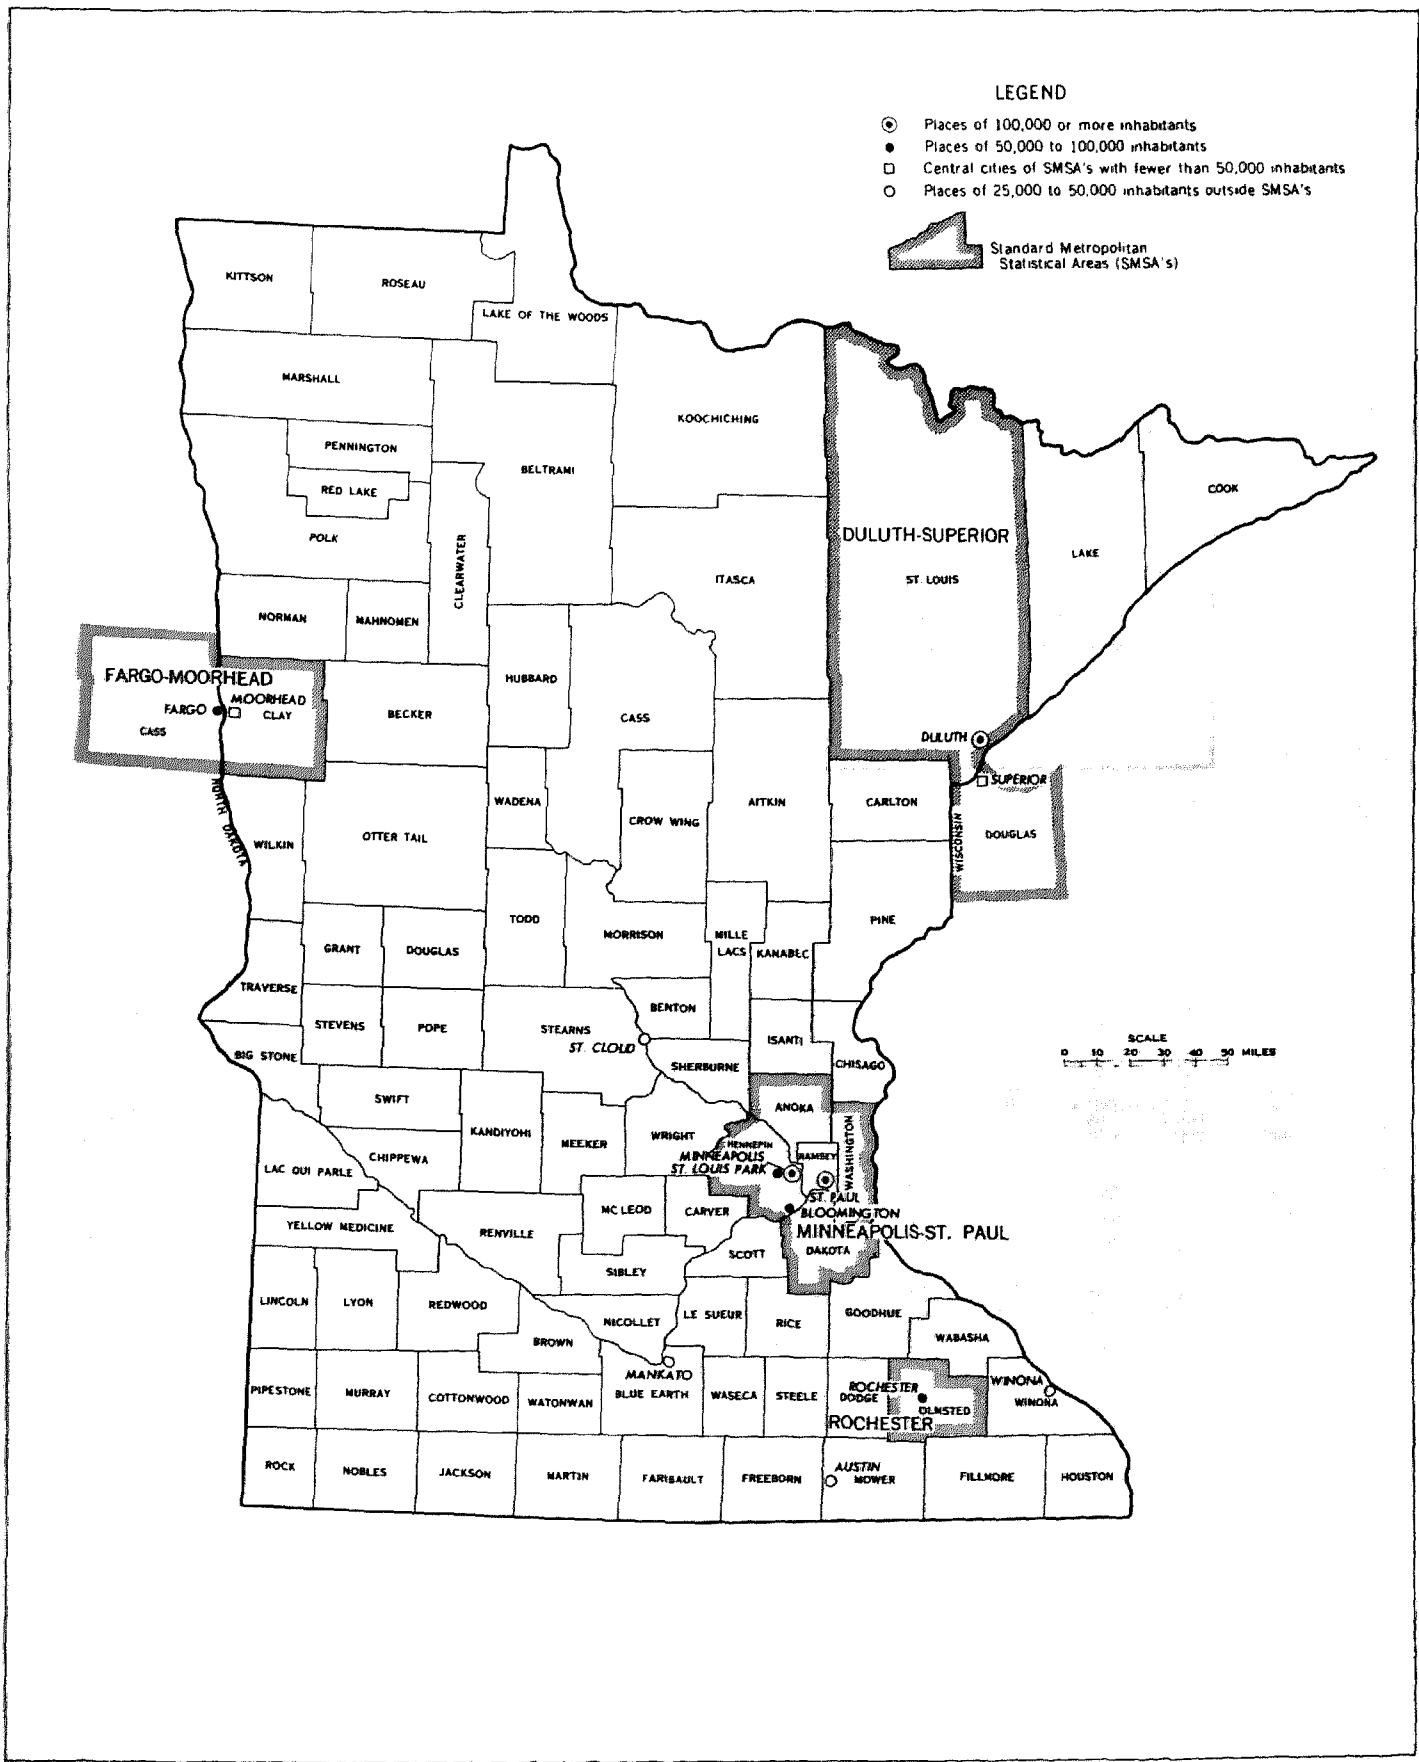 LEGEND
Places of 100,000 or more inhabitants
Places of 50,000 to 100,000 inhabitants
Central cities of SMSA's with fewer than 50,000 inhabitants
Places of 25,000 to 50,000 inhabitants outside SMSA's
Standard Metropolitan
Statistical Areas (SMSA's)
KITTSON
ROSEAU
LAKE OF THE WOODS
MARSHALL
KOOCHICHING
PENNINGTON
BELTRAMI
RED LAKE
COOK
POLK
CLEARWATER
DULUTH-SUPERIOR
ST. LOUIS
LAKE
ITASCA
NORMAN
MAHNOMEN
FARGO-MOORHEAD
FARGO
MOORHEAD
CLAY
CASS
BECKER
HUBBARD
CASS
DULUTH
SUPERIOR
NORTH DAKOTA
WILKIN
OTTER TAIL
WADENA
CROW WING
AITKIN
CARLTON
WISCONSIN
DOUGLAS
GRANT
DOUGLAS
TODD
MORRISON
MILLE
LACS
KANABEC
PINE
TRAVERSE
STEVENS
POPE
STEARNS
ST. CLOUD
BENTON
ISANTI
BIG STONE
SHERBURNE
CHISAGO
SCALE
0 10 20 30 40 50 MILES
SWIFT
KANDIYOHI
MEEKER
WRIGHT
ANOKA
WASHINGTON
HENNEPIN
RAMSEY
MINNEAPOLIS
ST. LOUIS PARK
LAC QUI PARLE
CHIPPEWA
ST. PAUL
BLOOMINGTON
MINNEAPOLIS-ST. PAUL
DAKOTA
YELLOW MEDICINE
RENVILLE
MC LEOD
CARVER
SCOTT
SIBLEY
LINCOLN
LYON
REDWOOD
BROWN
NICOLLET
LE SUEUR
RICE
GOODHUE
WABASHA
PIPESTONE
MURRAY
COTTONWOOD
WATONWAN
MANKATO
BLUE EARTH
WASECA
STEELE
ROCHESTER
DODGE
OLMSTED
ROCHESTER
WINONA
WINONA
ROCK
NOBLES
JACKSON
MARTIN
FARIBAULT
FREEBORN
AUSTIN
MOWER
FILLMORE
HOUSTON